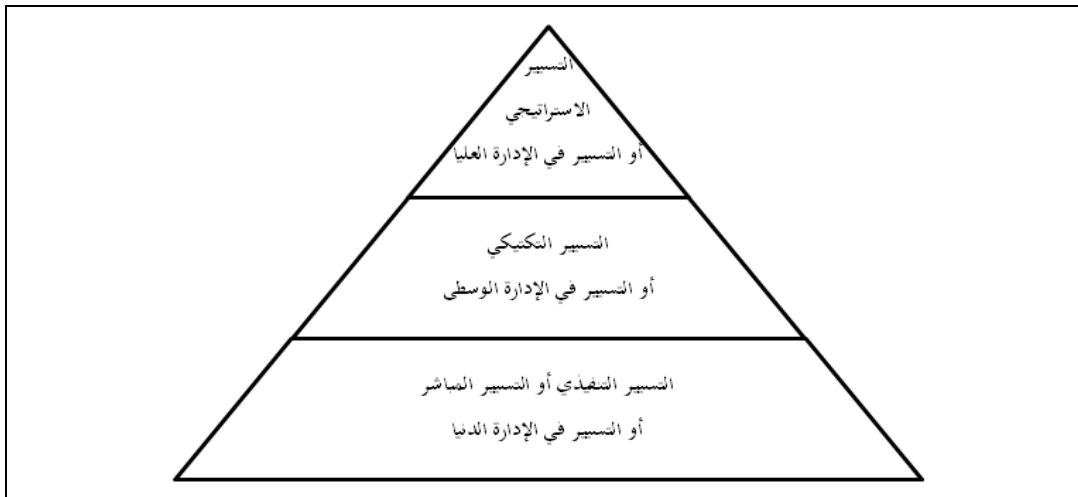 التسيير
الاستراتيجي
أو التسيير في الإدارة العليا
التسيير التكتيكي
أو التسيير في الإدارة الوسطى
التسيير التنفيذي أو التسيير المباشر
أو التسيير في الإدارة الدنيا